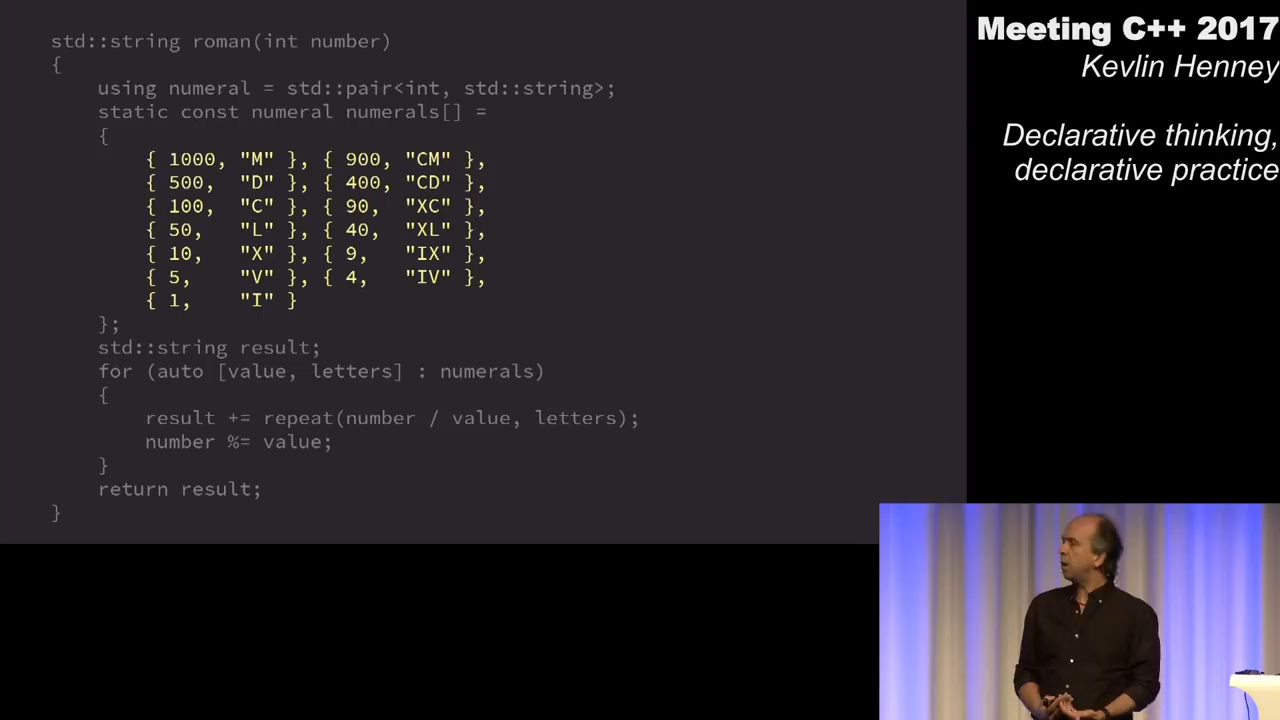 std::string roman(int number)
{
    using numeral = std::pair<int, std::string>;
    static const numeral numerals[] =
    {
        { 1000, "M" }, { 900, "CM" },
        { 500,  "D" }, { 400, "CD" },
        { 100,  "C" }, { 90,  "XC" },
        { 50,   "L" }, { 40,  "XL" },
        { 10,   "X" }, { 9,   "IX" },
        { 5,    "V" }, { 4,   "IV" },
        { 1,    "I" }
    };
    std::string result;
    for (auto [value, letters] : numerals)
    {
        result += repeat(number / value, letters);
        number %= value;
    }
    return result;
}
Meeting C++ 2017
Kevlin Henney
Declarative thinking,
declarative practice